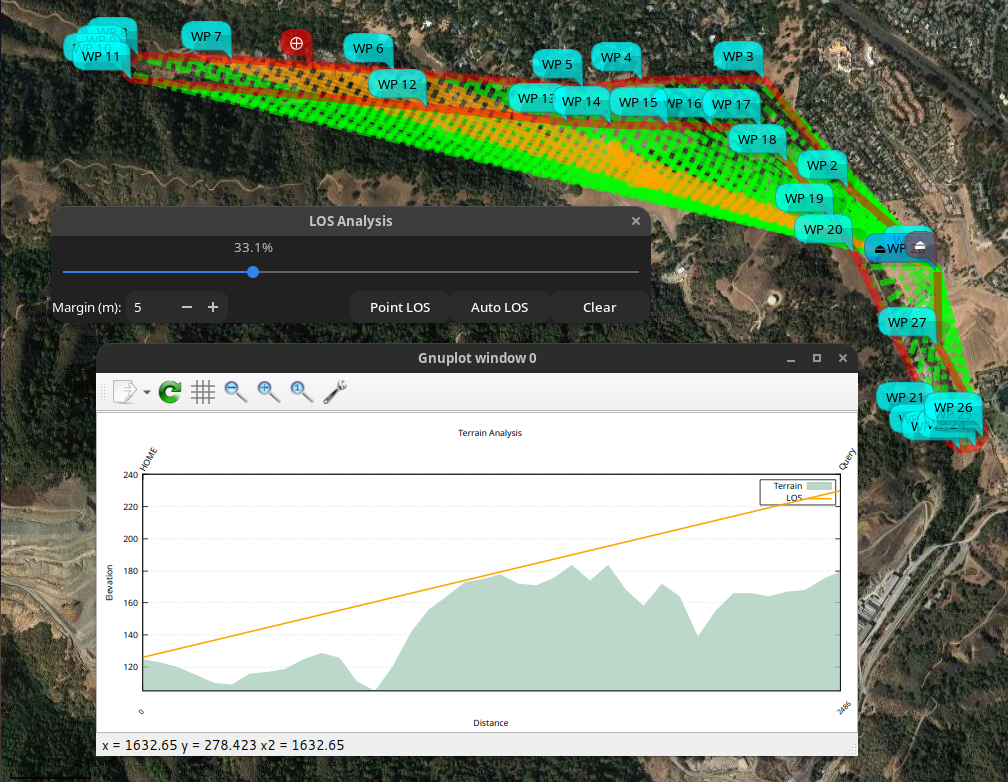 WP 7
WP 6
WP 11
WP 5
WP 4
WP 3
WP 12
WP 13
WP 14
WP 15
WP 16
WP 17
WP 18
WP 2
WP 19
WP 20
LOS Analysis
33.1%
Margin (m): 5
Point LOS
Auto LOS
Clear
WP 27
WP 21
WP 26
Gnuplot window 0
Terrain Analysis
HOME
Query
Terrain
LOS
240
220
200
180
160
140
120
Elevation
0
2486
Distance
x = 1632.65 y = 278.423 x2 = 1632.65